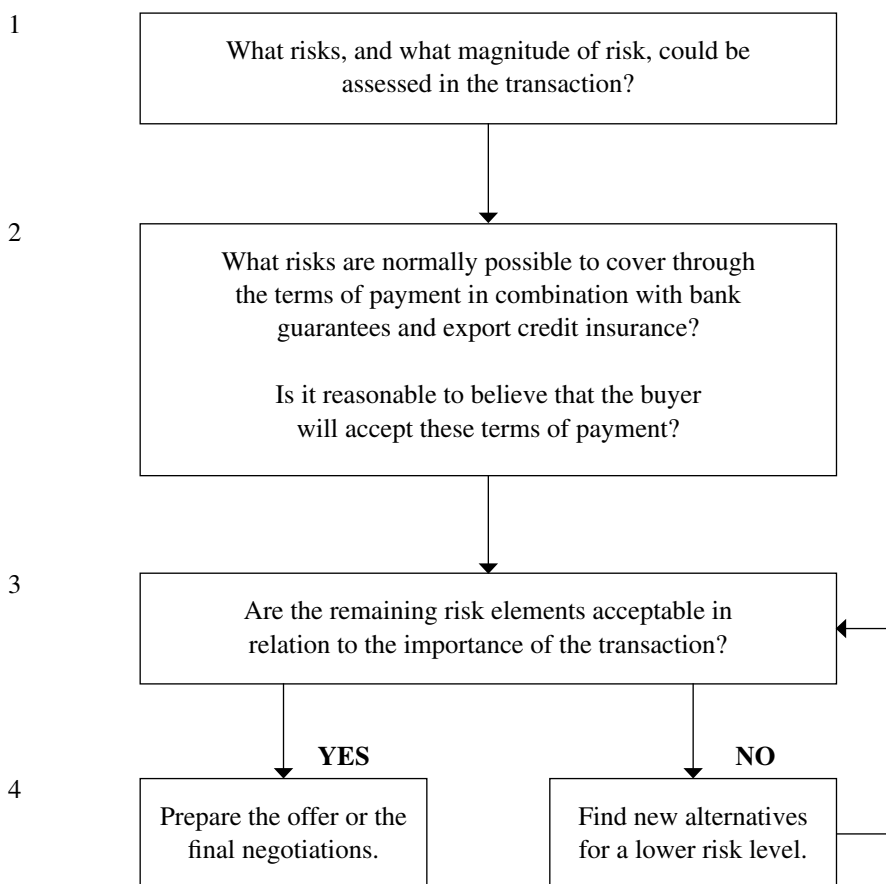 1
What risks, and what magnitude of risk, could be
assessed in the transaction?
2
What risks are normally possible to cover through
the terms of payment in combination with bank
guarantees and export credit insurance?
Is it reasonable to believe that the buyer
will accept these terms of payment?
3
Are the remaining risk elements acceptable in
relation to the importance of the transaction?
YES
NO
4
Prepare the offer or the
final negotiations.
Find new alternatives
for a lower risk level.